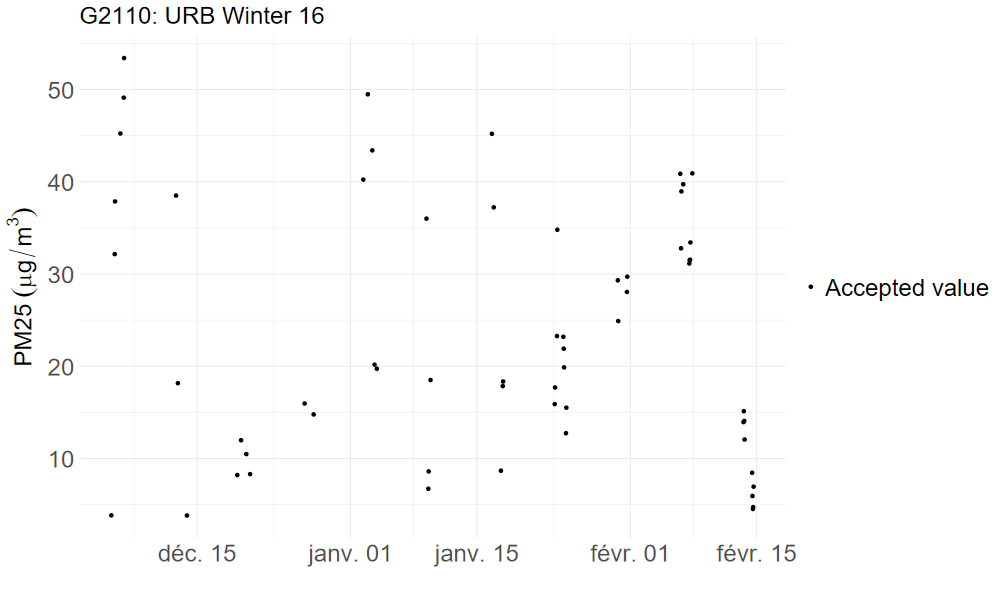 G2110: URB Winter 16
PM25 (μg/m³)
50
40
30
20
10
déc. 15
janv. 01
janv. 15
févr. 01
févr. 15
Accepted value